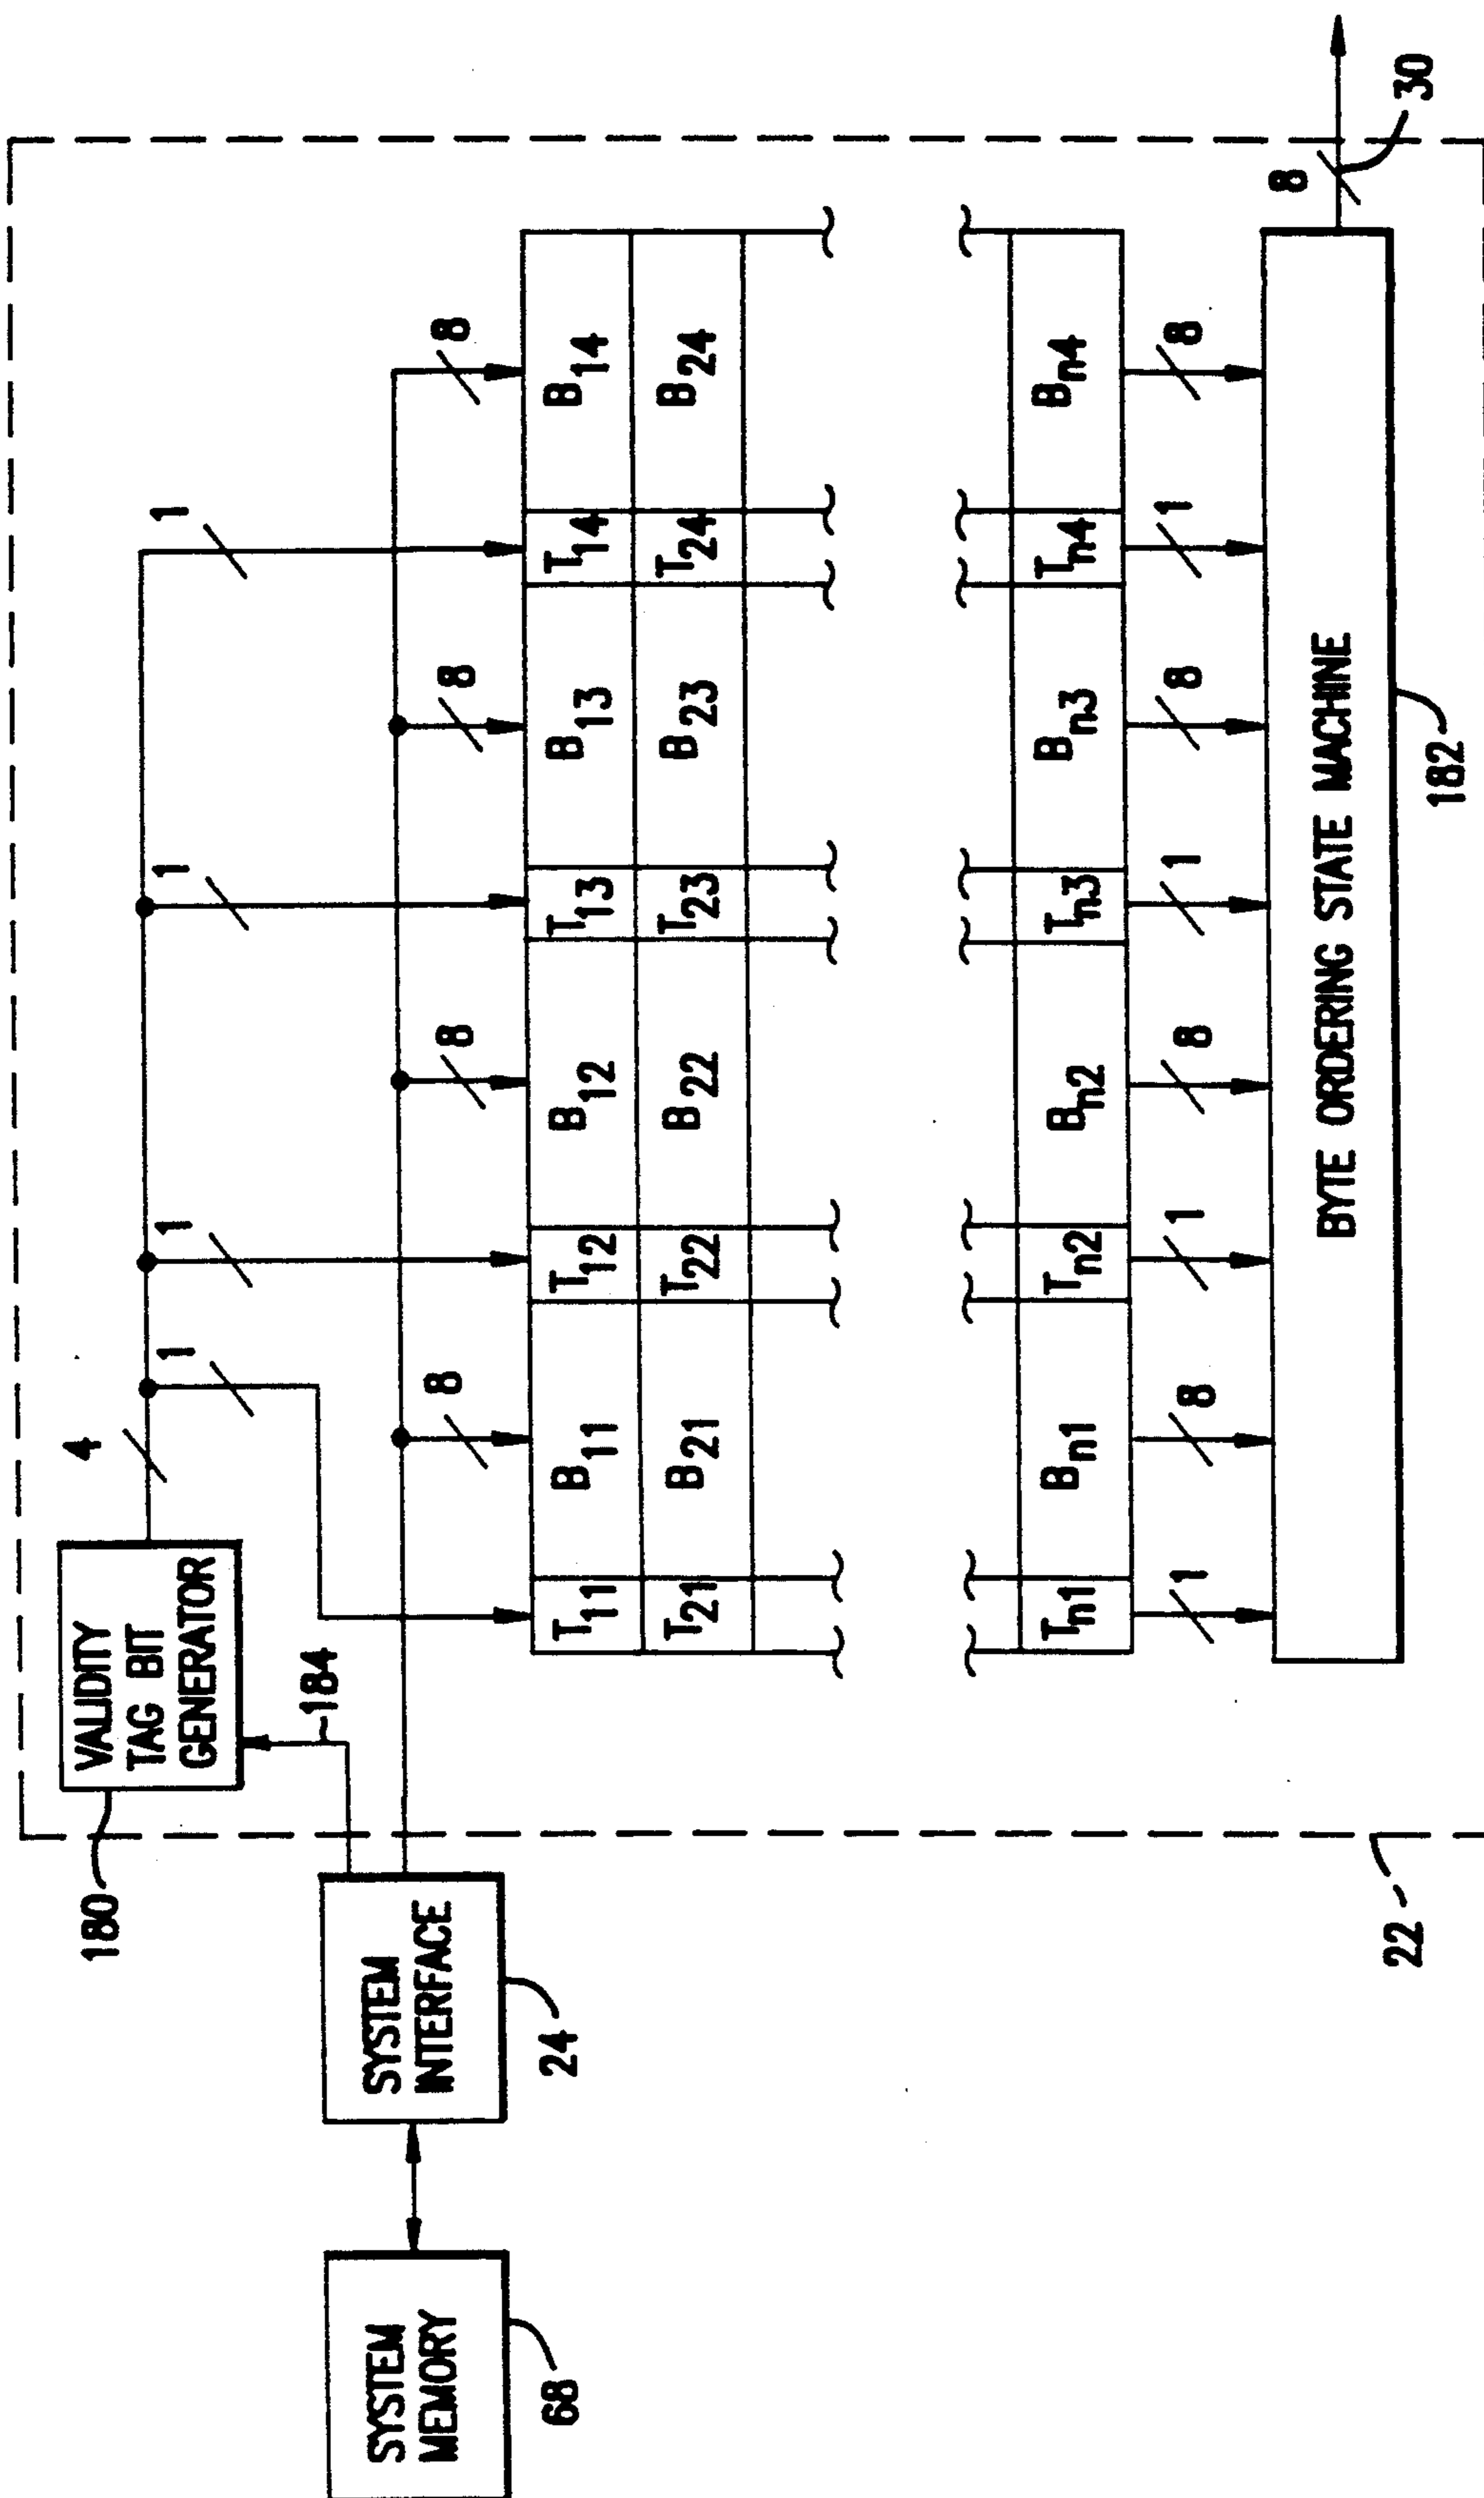 180
VALIDITY
TAG BIT
GENERATOR
4
1
1
1
1
184
SYSTEM
MEMORY
68
SYSTEM
INTERFACE
24
8
8
8
8
T11 B11 T12 B12 T13 B13 T14 B14
T21 B21 T22 B22 T23 B23 T24 B24
Tn1 Bn1 Tn2 Bn2 Tn3 Bn3 Tn4 Bn4
1 8 1 8 1 8 1 8
BYTE ORDERING STATE MACHINE
182
8
30
22